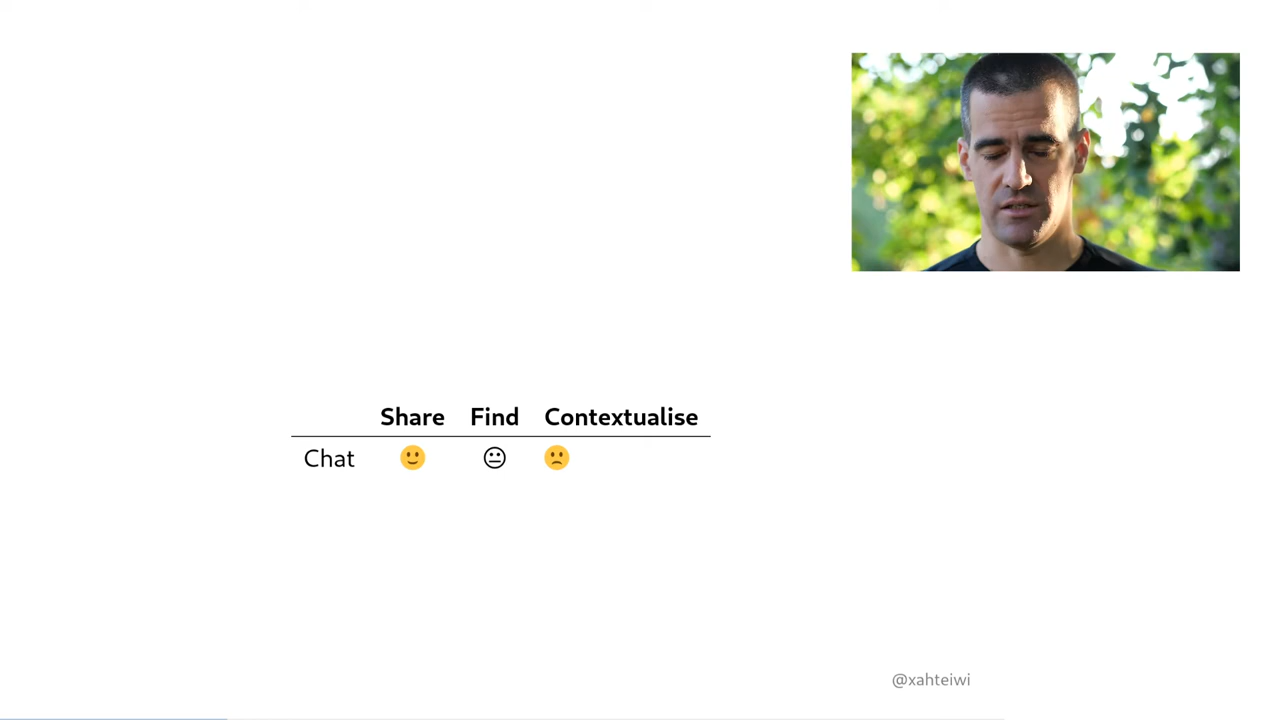 Share Find Contextualise
Chat 🙂 😐 🙁
@xahteiwi